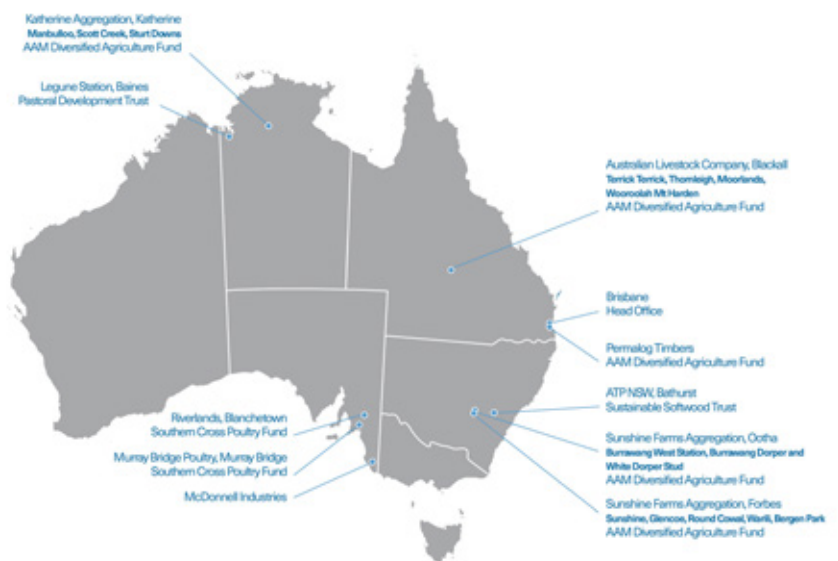 Katherine Aggregation, Katherine
Manbulloo, Scott Creek, Sturt Downs
AAM Diversified Agriculture Fund
Legune Station, Baines
Pastoral Development Trust
Australian Livestock Company, Blackall
Terrick Terrick, Thornleigh, Moorlands,
Wooroolah Mt Harden
AAM Diversified Agriculture Fund
Brisbane
Head Office
Permalog Timbers
AAM Diversified Agriculture Fund
ATP NSW, Bathurst
Sustainable Softwood Trust
Riverlands, Blanchetown
Southern Cross Poultry Fund
Murray Bridge Poultry, Murray Bridge
Southern Cross Poultry Fund
McDonnell Industries
Sunshine Farms Aggregation, Ootha
Burrawang West Station, Burrawang Dorper and
White Dorper Stud
AAM Diversified Agriculture Fund
Sunshine Farms Aggregation, Forbes
Sunshine, Glencoe, Round Cowal, Warili, Bergen Park
AAM Diversified Agriculture Fund